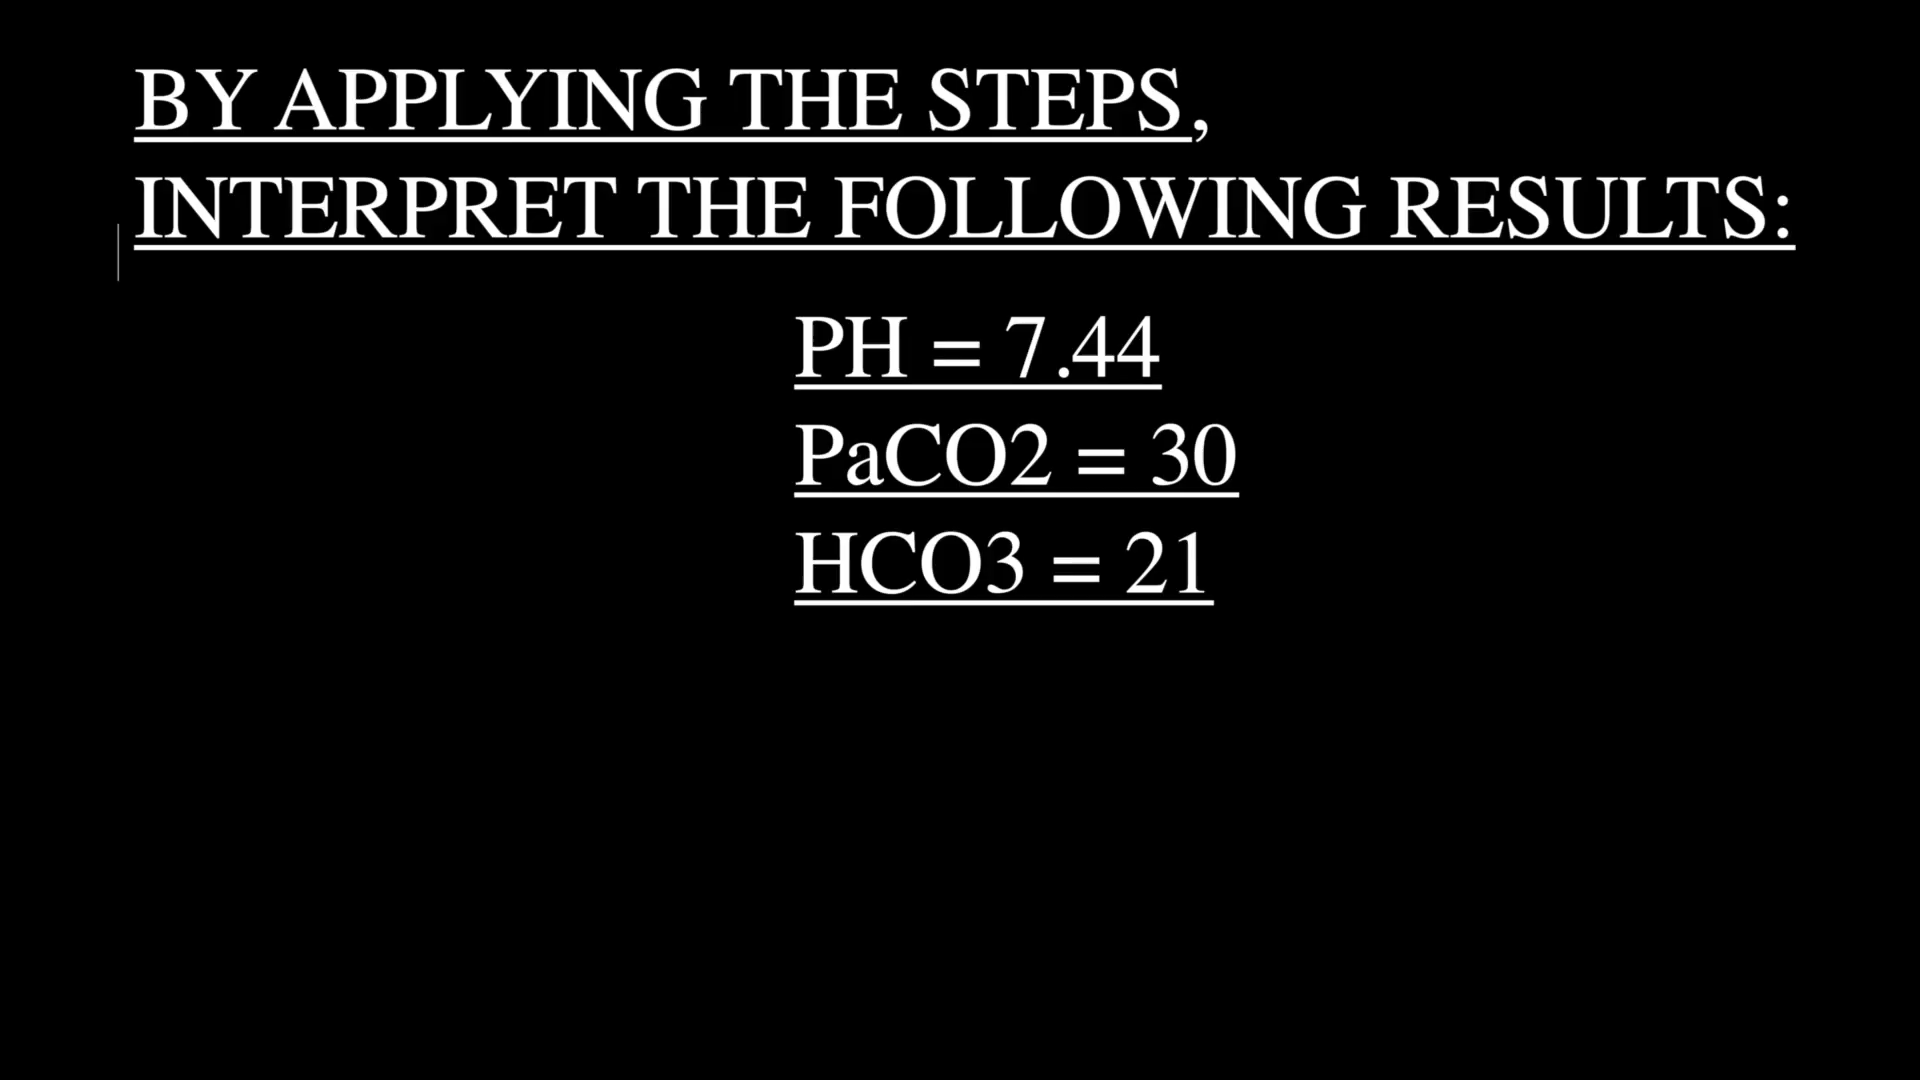 BY APPLYING THE STEPS,
INTERPRET THE FOLLOWING RESULTS:
PH = 7.44
PaCO2 = 30
HCO3 = 21